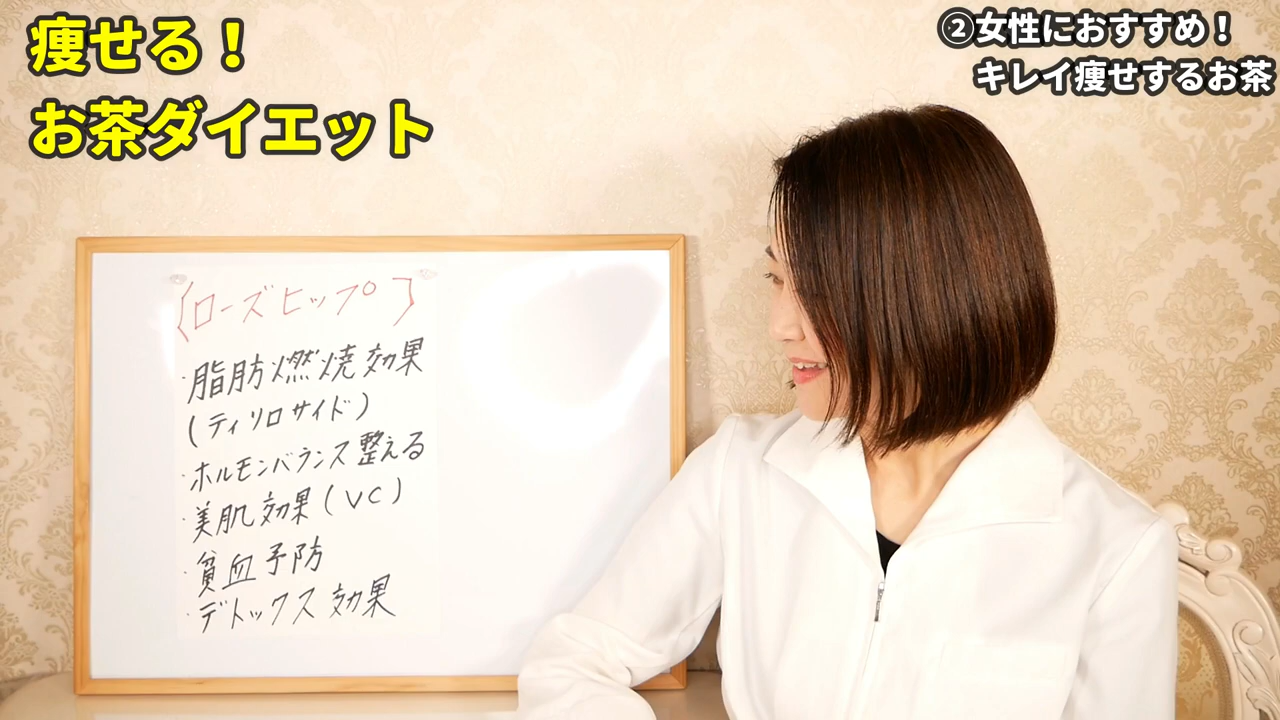 痩せる！
お茶ダイエット
②女性におすすめ！
キレイ痩せするお茶
〔ローズヒップ〕
・脂肪燃焼効果
(ティリロサイド)
・ホルモンバランス整える
・美肌効果(VC)
・貧血予防
・デトックス効果